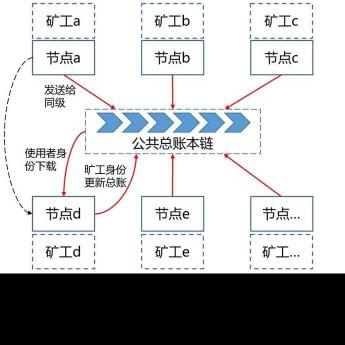 矿工a
矿工b
矿工c
节点a
节点b
节点c
发送给
同级
公共总账本链
使用者身
份下载
旷工身份
更新总账
节点d
节点e
节点...
矿工d
矿工e
矿工...